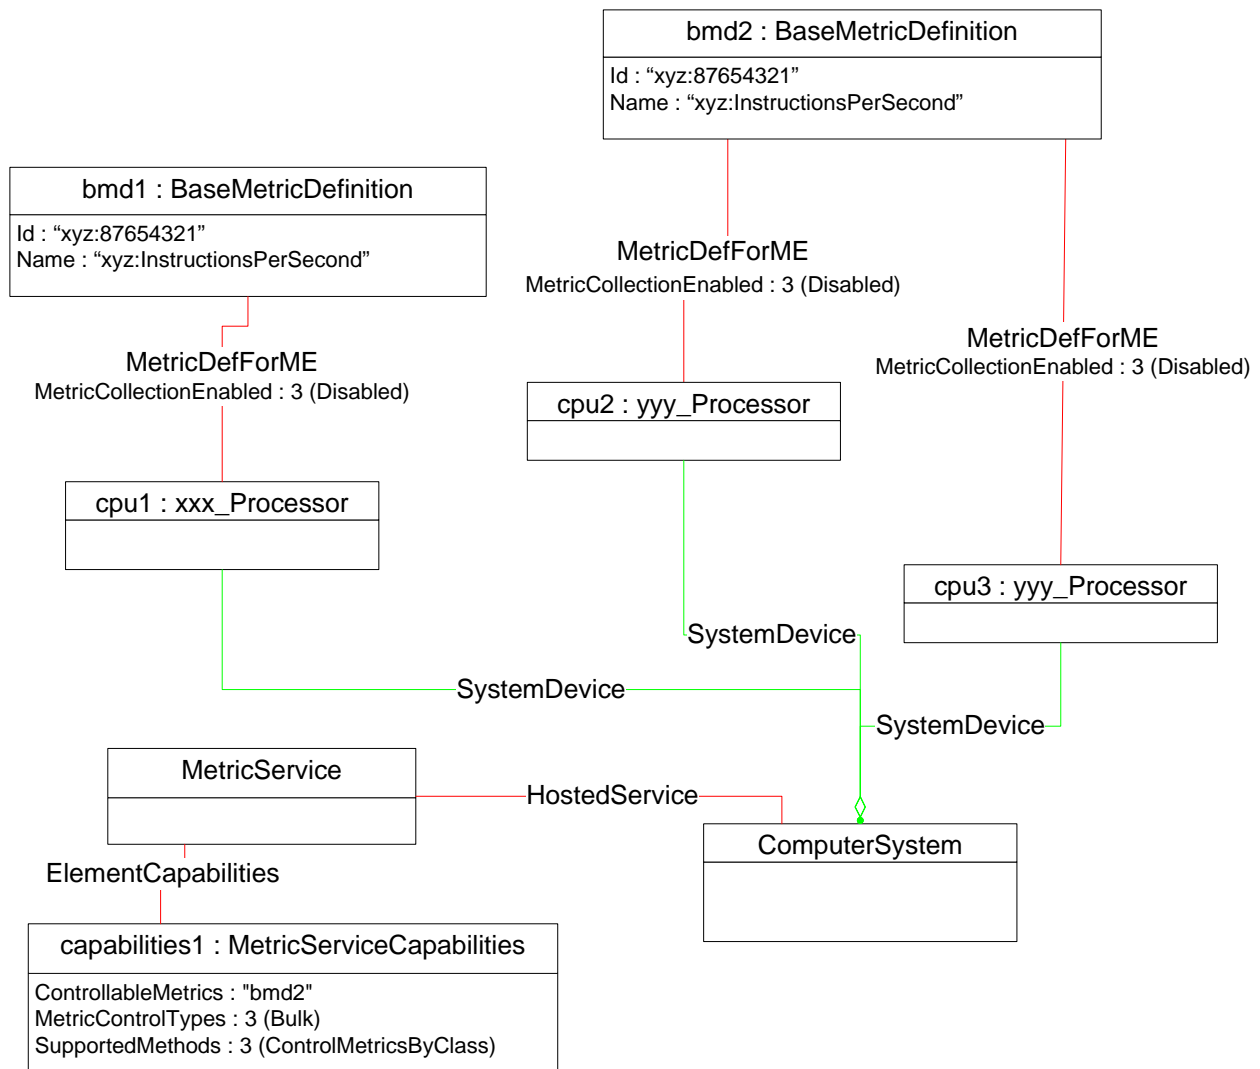 bmd2 : BaseMetricDefinition
Id : “xyz:87654321”
Name : “xyz:InstructionsPerSecond”
bmd1 : BaseMetricDefinition
Id : “xyz:87654321”
Name : “xyz:InstructionsPerSecond”
MetricDefForME
MetricCollectionEnabled : 3 (Disabled)
MetricDefForME
MetricCollectionEnabled : 3 (Disabled)
MetricDefForME
MetricCollectionEnabled : 3 (Disabled)
cpu2 : yyy_Processor
cpu1 : xxx_Processor
cpu3 : yyy_Processor
SystemDevice
SystemDevice
SystemDevice
MetricService
HostedService
ComputerSystem
ElementCapabilities
capabilities1 : MetricServiceCapabilities
ControllableMetrics : "bmd2"
MetricControlTypes : 3 (Bulk)
SupportedMethods : 3 (ControlMetricsByClass)